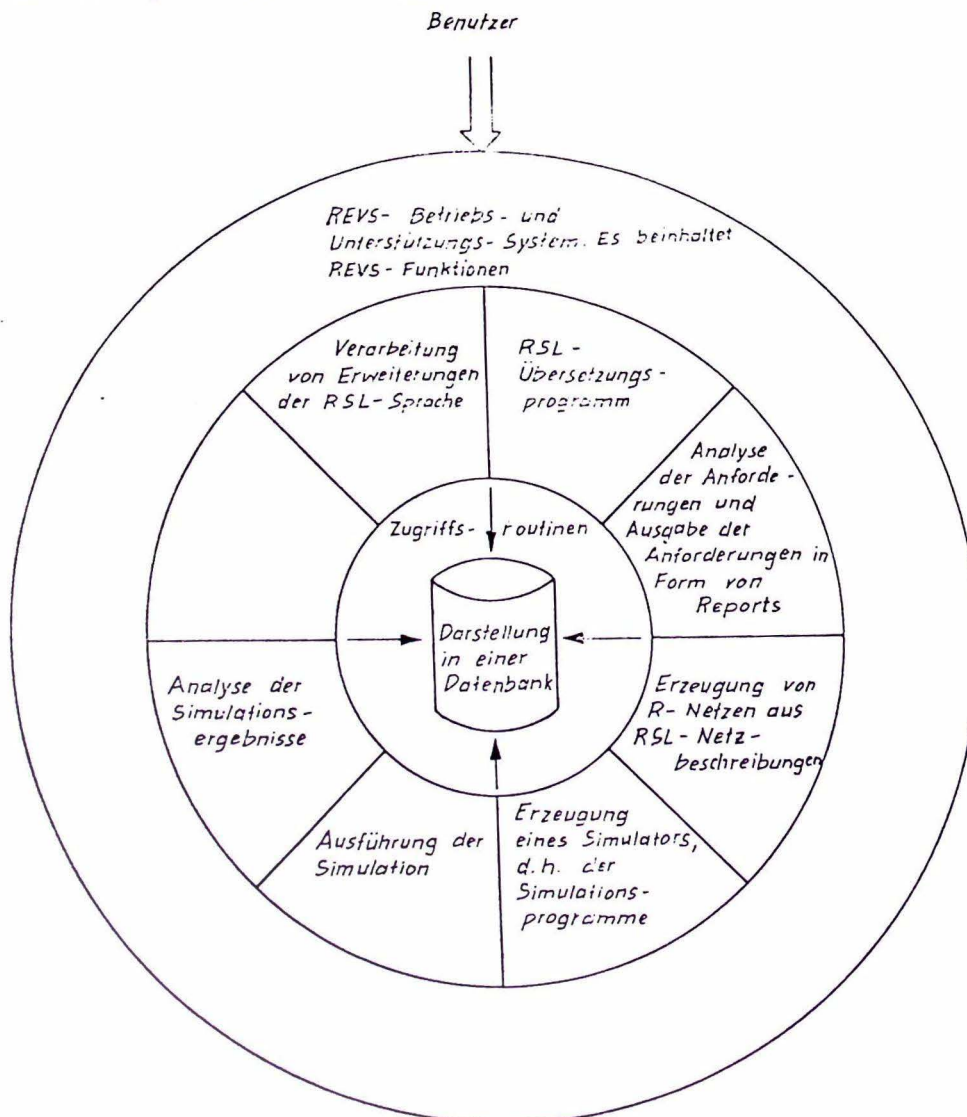 Benutzer
REVS- Betriebs- und
Unterstützungs- System. Es beinhaltet
REVS- Funktionen
Verarbeitung
von Erweiterungen
der RSL-Sprache
RSL-
Übersetzungs-
programm
Analyse
der Anforde-
rungen und
Ausgabe der
Anforderungen in
Form von
Reports
Zugriffs- routinen
Darstellung
in einer
Datenbank
Analyse der
Simulations-
ergebnisse
Erzeugung von
R- Netzen aus
RSL- Netz-
beschreibungen
Ausführung der
Simulation
Erzeugung
eines Simulators,
d.h. der
Simulations-
programme